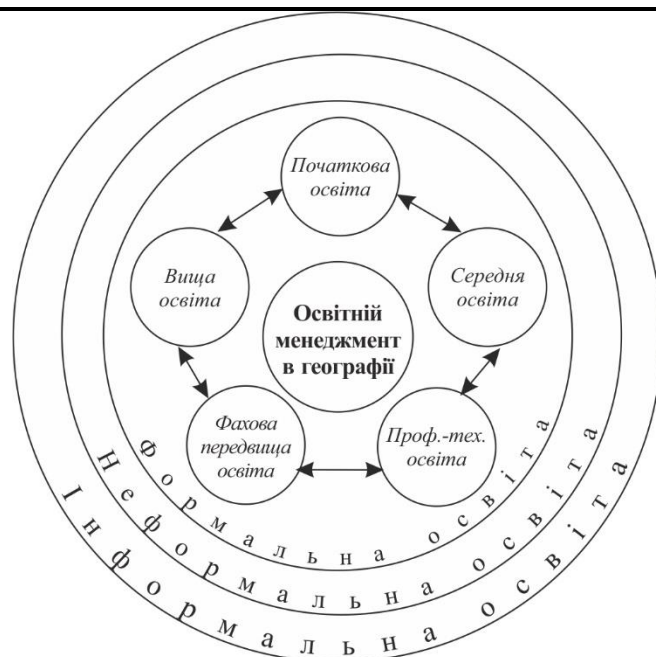 Початкова
освіта
Вища
освіта
Середня
освіта
Освітній
менеджмент
в географії
Фахова
передвища
освіта
Проф.-тех.
освіта
Формальна освіта
Неформальна освіта
Інформальна освіта